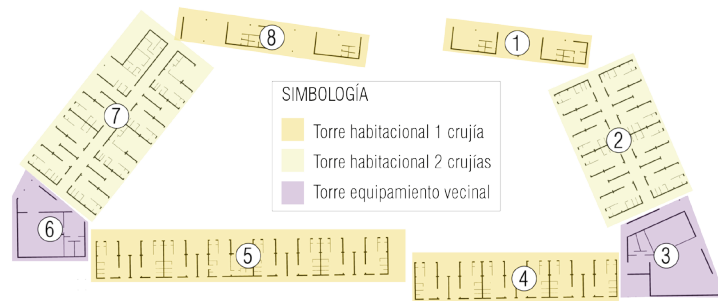 8
1
7
SIMBOLOGÍA
Torre habitacional 1 crujía
2
Torre habitacional 2 crujías
Torre equipamiento vecinal
6
5
3
4